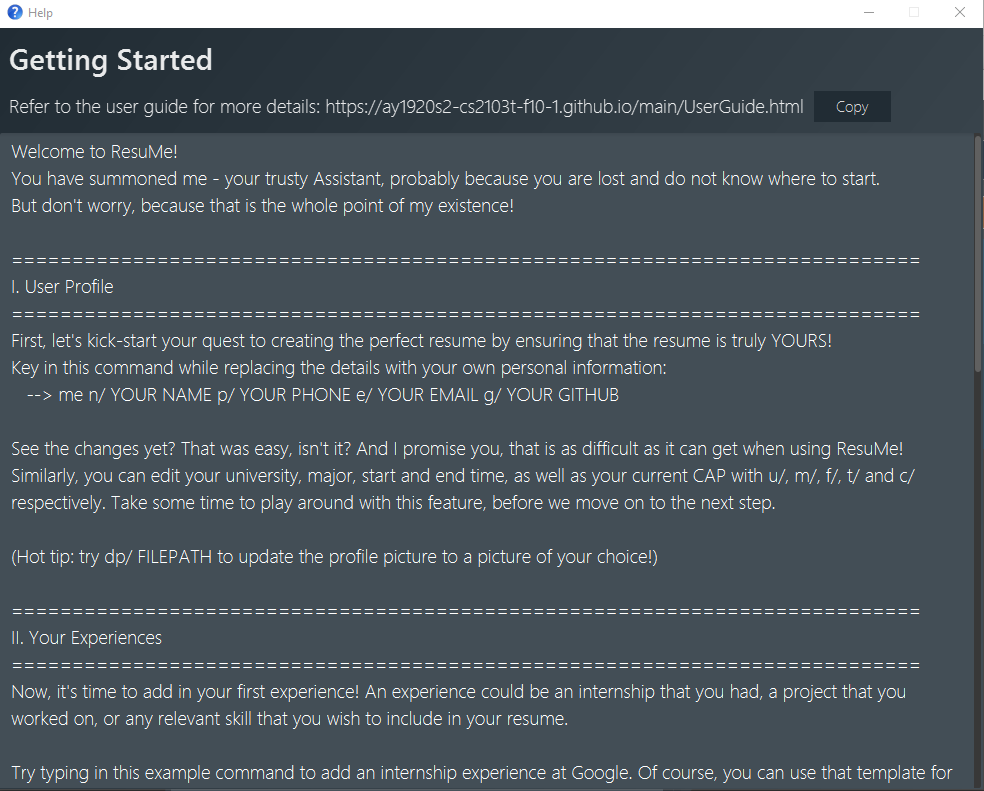 Help
Getting Started
Refer to the user guide for more details: https://ay1920s2-cs2103t-f10-1.github.io/main/UserGuide.html Copy
Welcome to ResuMe!
You have summoned me - your trusty Assistant, probably because you are lost and do not know where to start.
But don't worry, because that is the whole point of my existence!
===========================================================================
I. User Profile
===========================================================================
First, let's kick-start your quest to creating the perfect resume by ensuring that the resume is truly YOURS!
Key in this command while replacing the details with your own personal information:
--> me n/ YOUR NAME p/ YOUR PHONE e/ YOUR EMAIL g/ YOUR GITHUB
See the changes yet? That was easy, isn't it? And I promise you, that is as difficult as it can get when using ResuMe!
Similarly, you can edit your university, major, start and end time, as well as your current CAP with u/, m/, f/, t/ and c/
respectively. Take some time to play around with this feature, before we move on to the next step.
(Hot tip: try dp/ FILEPATH to update the profile picture to a picture of your choice!)
===========================================================================
II. Your Experiences
===========================================================================
Now, it's time to add in your first experience! An experience could be an internship that you had, a project that you
worked on, or any relevant skill that you wish to include in your resume.
Try typing in this example command to add an internship experience at Google. Of course, you can use that template for